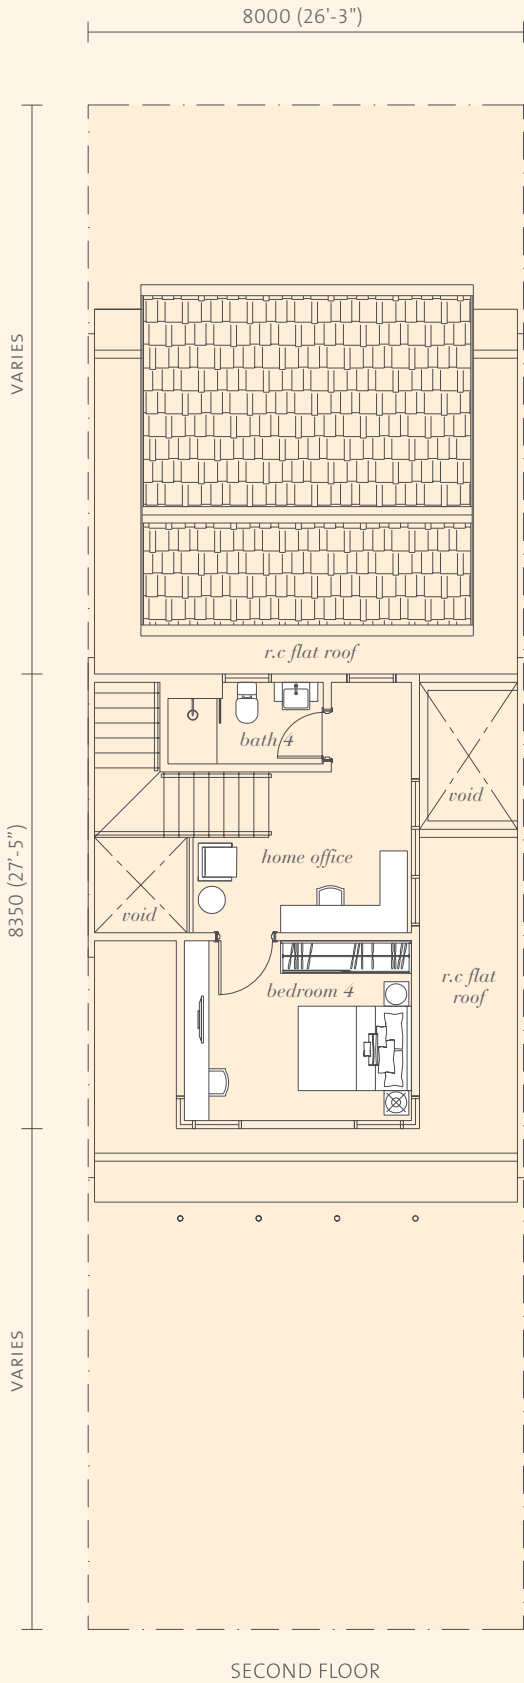 8000 (26'-3")
VARIES
r.c flat roof
bath 4
void
8350 (27'-5")
home office
void
r.c flat
roof
bedroom 4
VARIES
SECOND FLOOR